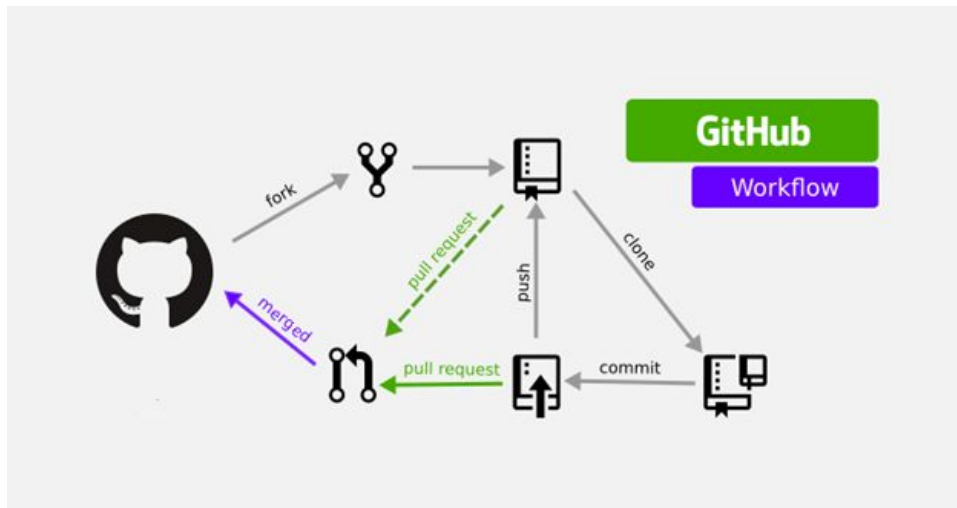 GitHub
Workflow
fork
pull request
clone
push
merged
pull request
commit